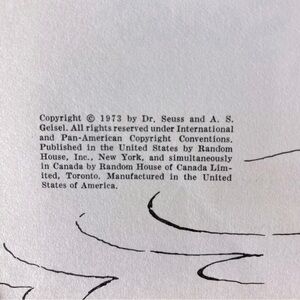 Copyright © 1973 by Dr. Seuss and A. S.
Geisel. All rights reserved under International
and Pan-American Copyright Conventions.
Published in the United States by Random
House, Inc., New York, and simultaneously
in Canada by Random House of Canada Lim-
ited, Toronto. Manufactured in the United
States of America.